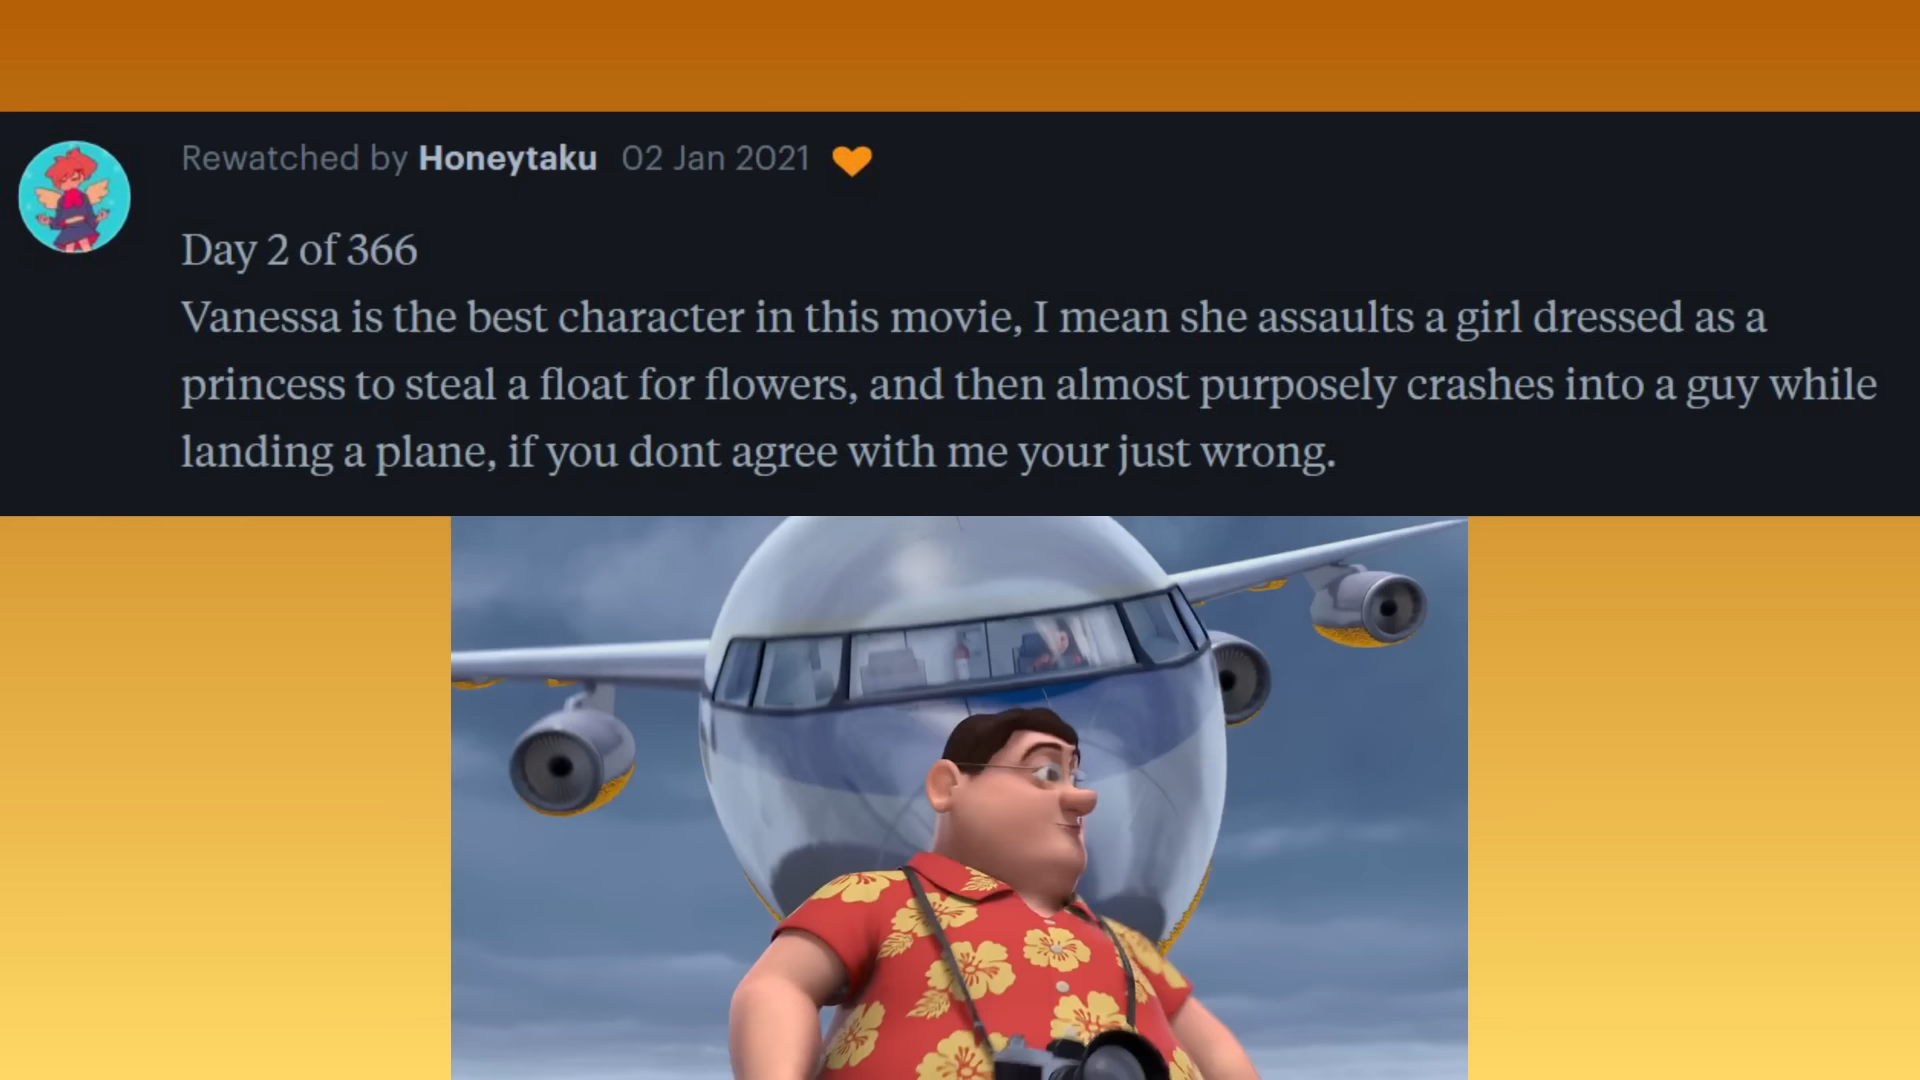 Rewatched by Honeytaku 02 Jan 2021
Day 2 of 366
Vanessa is the best character in this movie, I mean she assaults a girl dressed as a
princess to steal a float for flowers, and then almost purposely crashes into a guy while
landing a plane, if you dont agree with me your just wrong.